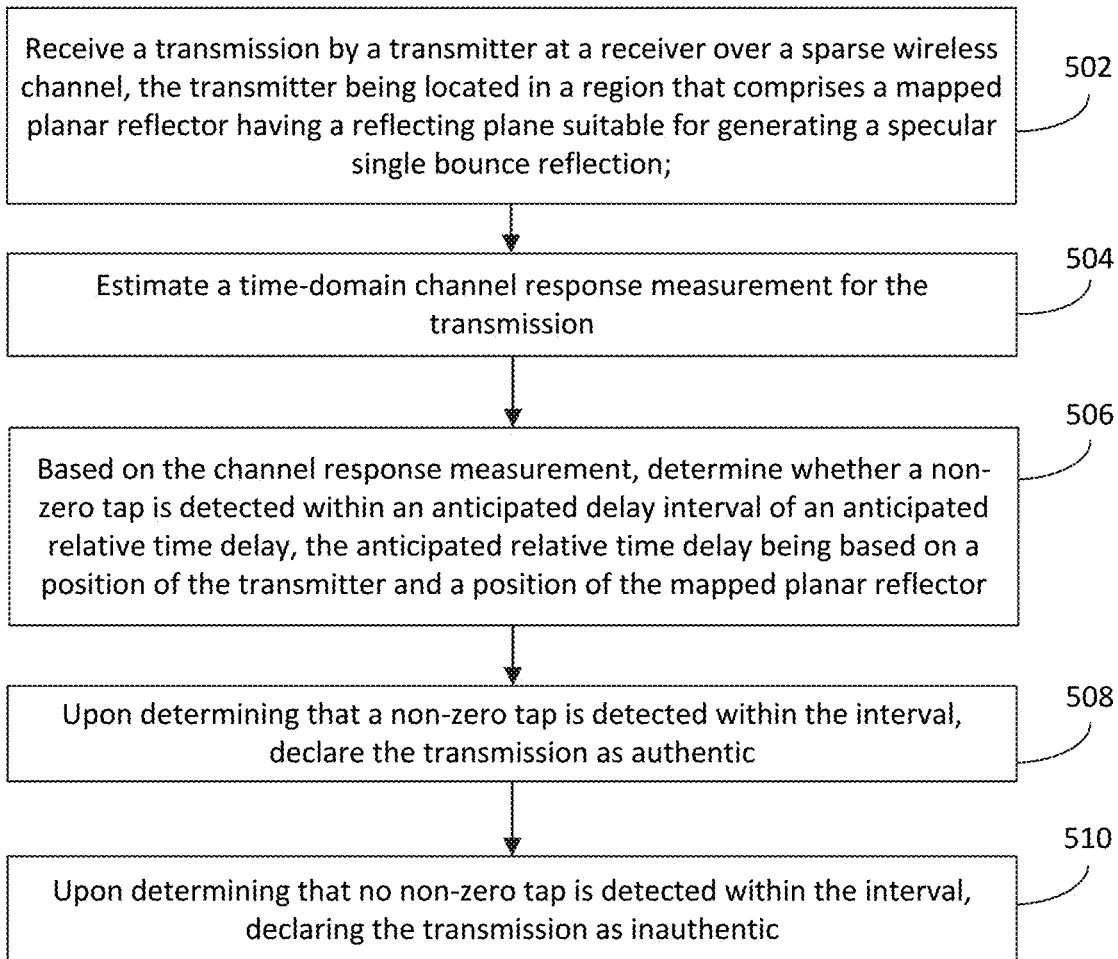 Receive a transmission by a transmitter at a receiver over a sparse wireless
channel, the transmitter being located in a region that comprises a mapped
planar reflector having a reflecting plane suitable for generating a specular
single bounce reflection;
502
Estimate a time-domain channel response measurement for the
transmission
504
Based on the channel response measurement, determine whether a non-
zero tap is detected within an anticipated delay interval of an anticipated
relative time delay, the anticipated relative time delay being based on a
position of the transmitter and a position of the mapped planar reflector
506
Upon determining that a non-zero tap is detected within the interval,
declare the transmission as authentic
508
Upon determining that no non-zero tap is detected within the interval,
declaring the transmission as inauthentic
510